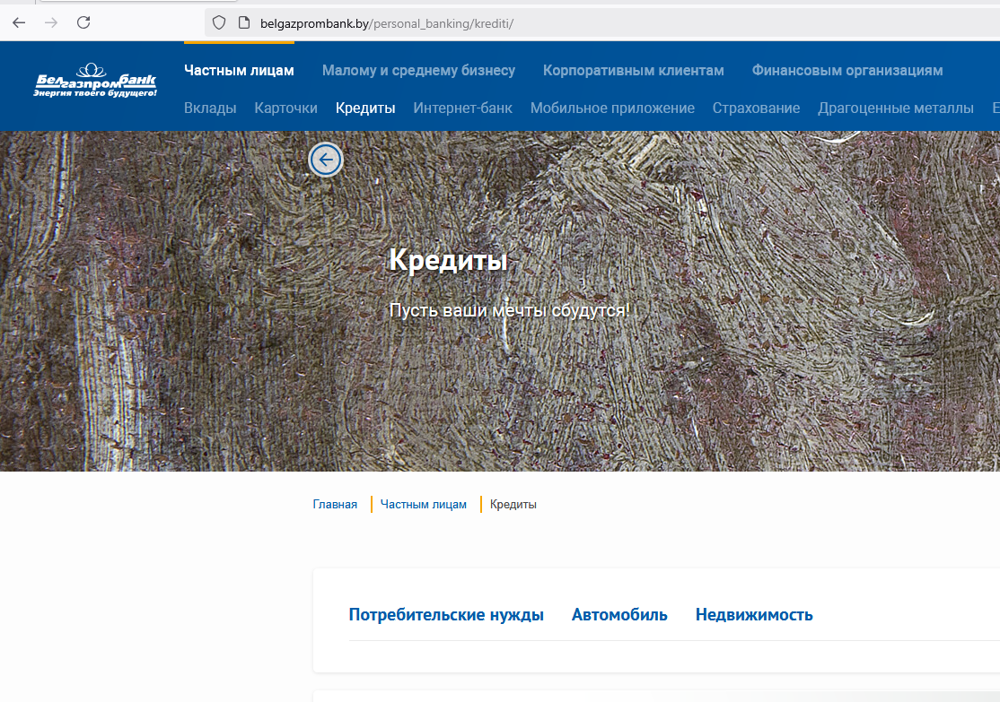 belgazprombank.by/personal_banking/krediti/
Белгазпромбанк
Энергия твоего будущего!
Частным лицам Малому и среднему бизнесу Корпоративным клиентам Финансовым организациям
Вклады Карточки Кредиты Интернет-банк Мобильное приложение Страхование Драгоценные металлы
Кредиты
Пусть ваши мечты сбудутся!
Главная Частным лицам Кредиты
Потребительские нужды Автомобиль Недвижимость